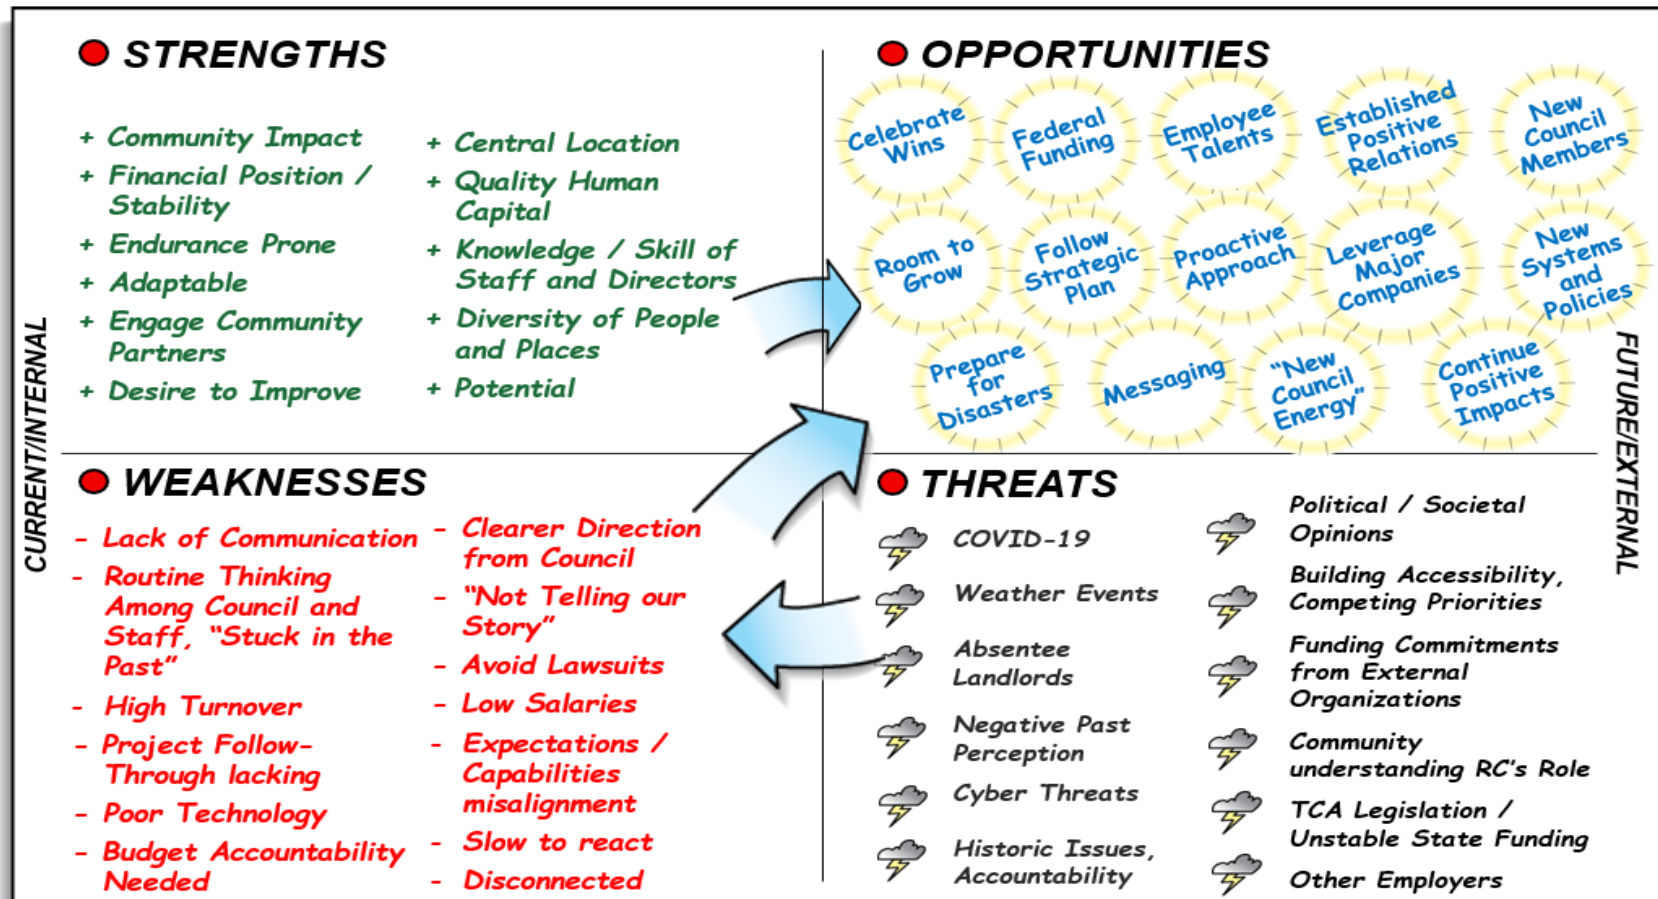 STRENGTHS
+ Community Impact
+ Financial Position /
Stability
+ Endurance Prone
+ Adaptable
+ Engage Community
Partners
+ Desire to Improve
+ Central Location
+ Quality Human
Capital
+ Knowledge / Skill of
Staff and Directors
+ Diversity of People
and Places
+ Potential
OPPORTUNITIES
Celebrate
Wins
Federal
Funding
Employee
Talents
Established
Positive
Relations
New
Council
Members
Room to
Grow
Follow
Strategic
Plan
Proactive
Approach
Leverage
Major
Companies
New
Systems
and
Policies
Prepare
for
Disasters
Messaging
“New
Council
Energy”
Continue
Positive
Impacts
CURRENT/INTERNAL
FUTURE/EXTERNAL
WEAKNESSES
- Lack of Communication
- Routine Thinking
Among Council and
Staff, “Stuck in the
Past”
- High Turnover
- Project Follow-
Through lacking
- Poor Technology
- Budget Accountability
Needed
- Clearer Direction
from Council
- “Not Telling our
Story”
- Avoid Lawsuits
- Low Salaries
- Expectations /
Capabilities
misalignment
- Slow to react
- Disconnected
THREATS
COVID-19
Weather Events
Absentee
Landlords
Negative Past
Perception
Cyber Threats
Historic Issues,
Accountability
Political / Societal
Opinions
Building Accessibility,
Competing Priorities
Funding Commitments
from External
Organizations
Community
understanding RC’s Role
TCA Legislation /
Unstable State Funding
Other Employers